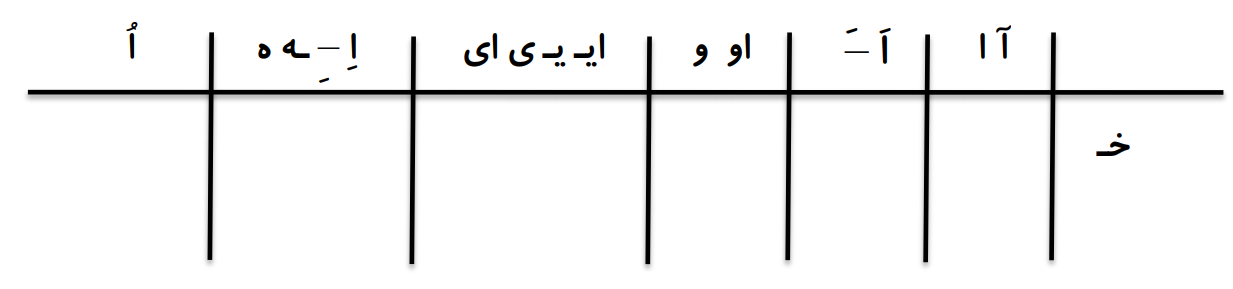 آ ا اَ ـَ او و ایـ یـ ی ای اِ ـِ ـه ه اُ
خـ